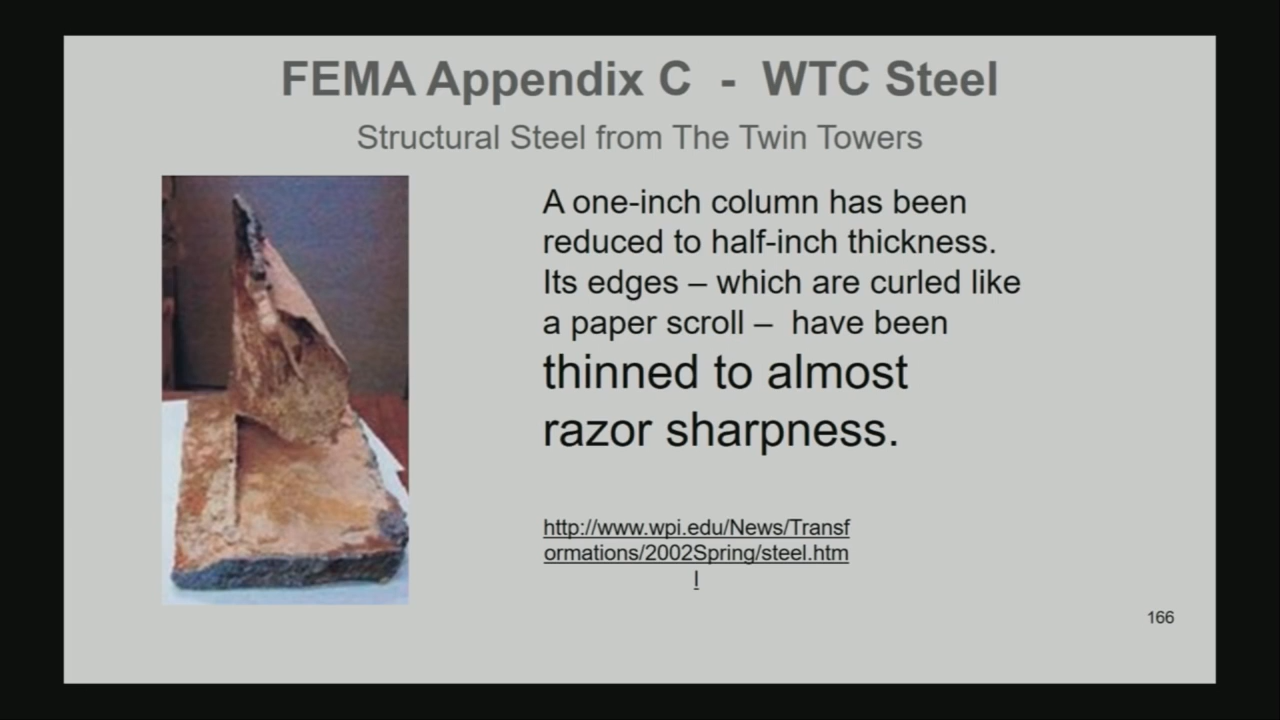 FEMA Appendix C - WTC Steel
Structural Steel from The Twin Towers
A one-inch column has been
reduced to half-inch thickness.
Its edges – which are curled like
a paper scroll – have been
thinned to almost
razor sharpness.
http://www.wpi.edu/News/Transf
ormations/2002Spring/steel.htm
l
166